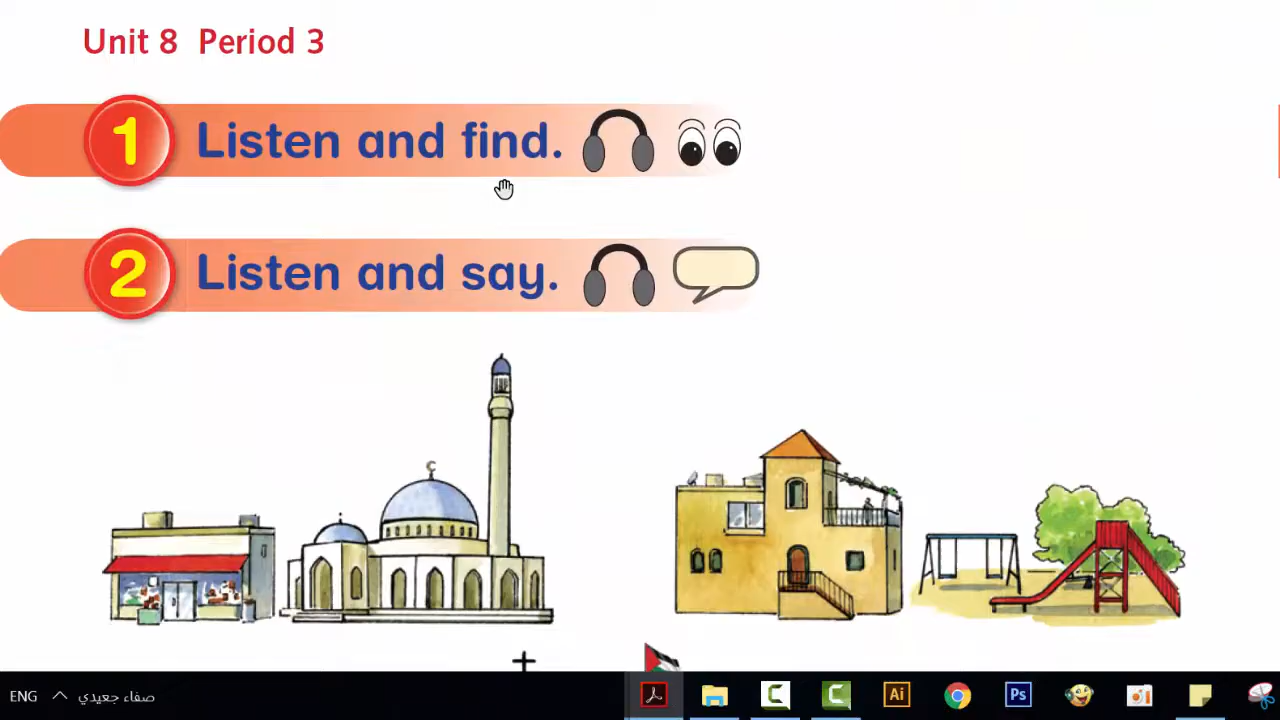 Unit 8 Period 3
1 Listen and find.
2 Listen and say.
ENG صفاء جعيدي
Ai Ps